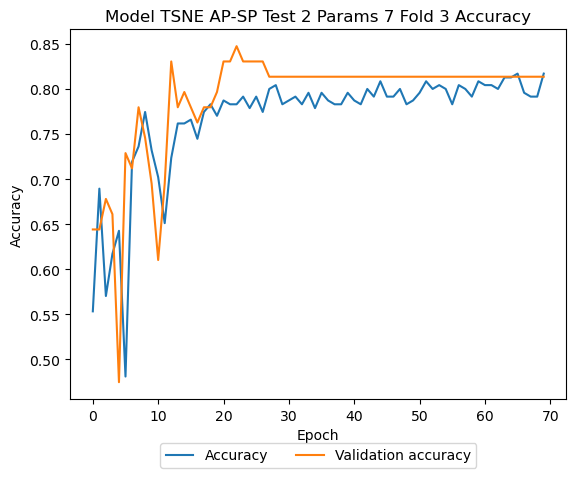 Model TSNE AP-SP Test 2 Params 7 Fold 3 Accuracy
0.85
0.80
0.75
0.70
0.65
0.60
0.55
0.50
Accuracy
0 10 20 30 40 50 60 70
Epoch
Accuracy Validation accuracy